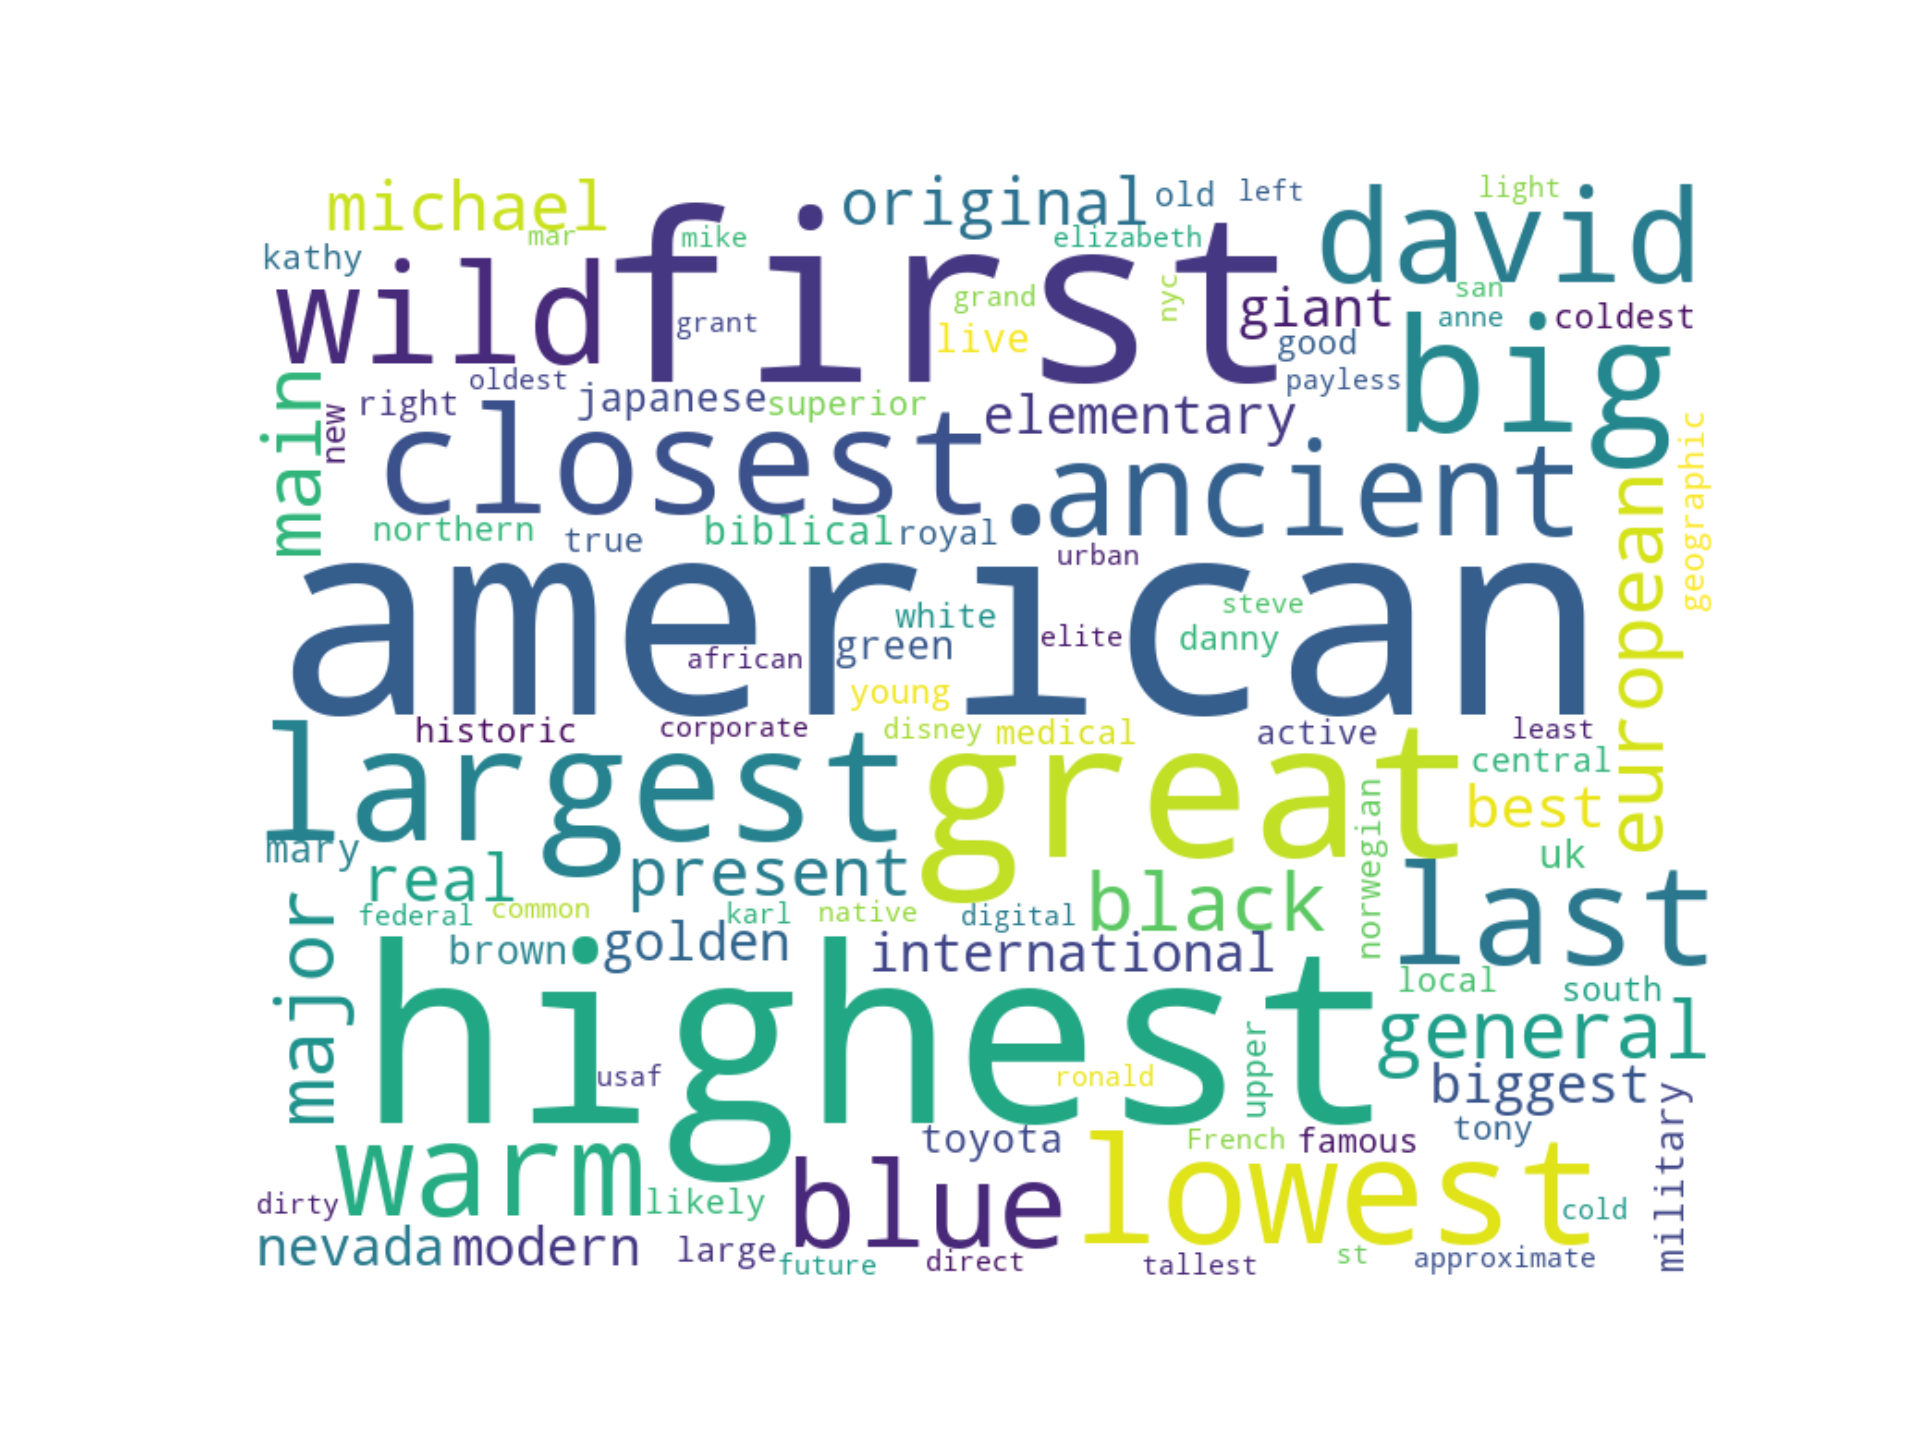 michael
original
old
left
light
david
mar
mike
elizabeth
kathy
wild
first
grand
nyc
san
giant
anne
coldest
grant
live
good
big
oldest
payless
main
new
right
japanese
superior
elementary
closest
ancient
geographic
northern
true
biblical
royal
urban
european
american
white
steve
green
elite
danny
african
young
historic
corporate
disney
medical
active
least
largest
great
central
best
norwegian
mary
real
present
uk
black
last
federal
common
karl
native
digital
major
brown
golden
international
local
south
highest
general
usaf
ronald
upper
biggest
military
toyota
French
famous
tony
warm
blue
lowest
dirty
likely
cold
nevada
modern
large
future
direct
tallest
st
approximate